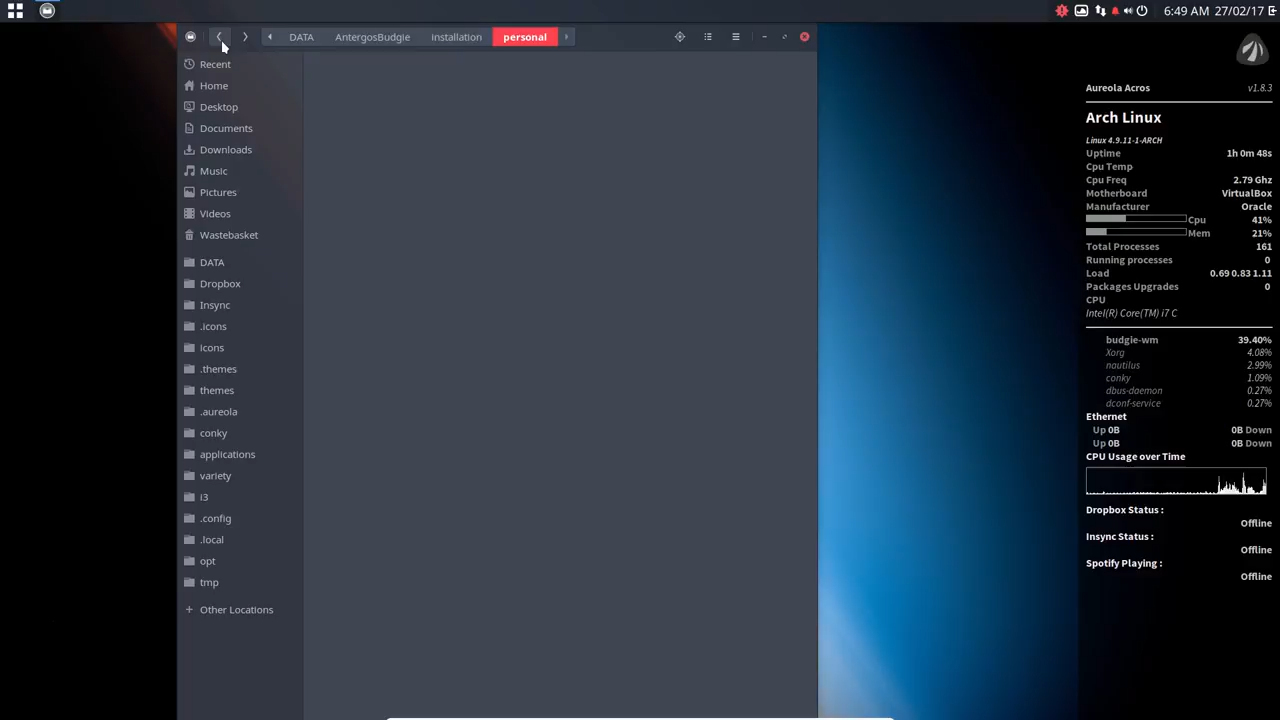 6:49 AM 27/02/17
DATA AntergosBudgie Installation personal
Recent
Home
Desktop
Documents
Downloads
Music
Pictures
Videos
Wastebasket
DATA
Dropbox
Insync
.icons
Icons
.themes
themes
.aureola
conky
applications
variety
i3
.config
.local
opt
tmp
+ Other Locations
Aureola Acros v1.8.3
Arch Linux
Linux 4.9.11-1-ARCH
Uptime 1h 0m 48s
Cpu Temp
Cpu Freq 2.79 Ghz
Motherboard VirtualBox
Manufacturer Oracle
Cpu 41%
Mem 21%
Total Processes 161
Running processes 0
Load 0.69 0.83 1.11
Packages Upgrades 0
CPU
Intel(R) Core(TM) i7 C
budgie-wm 39.40%
Xorg 4.08%
nautilus 2.99%
conky 1.09%
dbus-daemon 0.27%
dconf-service 0.27%
Ethernet
Up 0B 0B Down
Up 0B 0B Down
CPU Usage over Time
Dropbox Status :
Offline
Insync Status :
Offline
Spotify Playing :
Offline